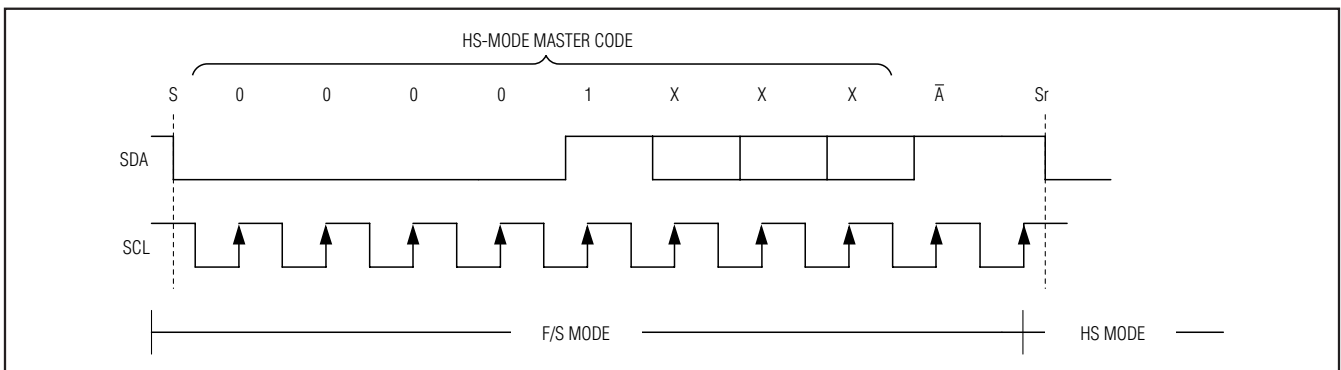 HS-MODE MASTER CODE
S 0 0 0 0 1 X X X A̅ Sr
SDA
SCL
F/S MODE HS MODE